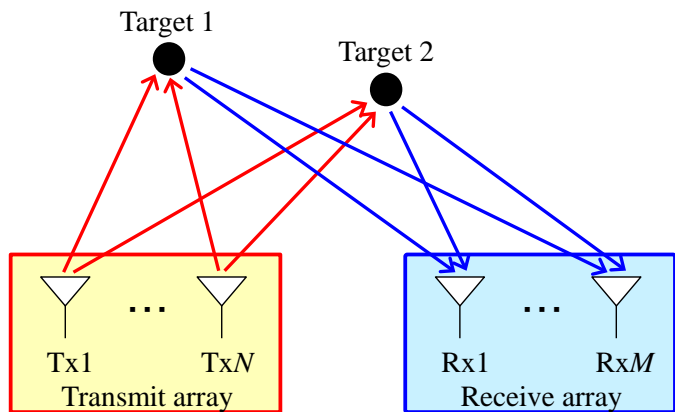 Target 1
Target 2
... ...
Tx1 TxN Rx1 RxM
Transmit array Receive array